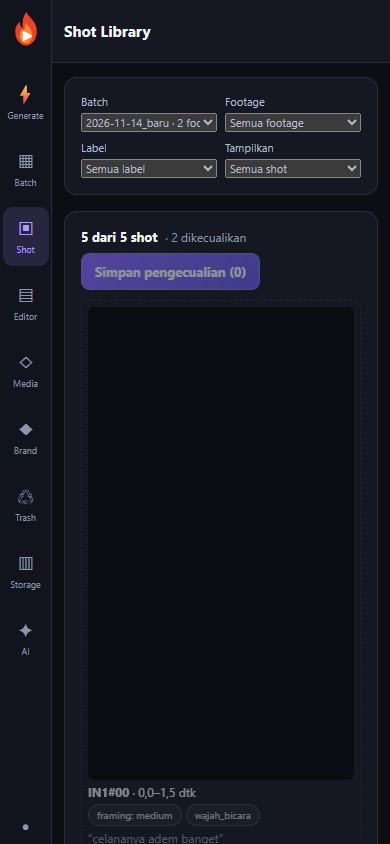 Shot Library
Generate
Batch
Shot
Editor
Media
Brand
Trash
Storage
AI
Batch
Footage
2026-11-14_baru · 2 foo
Semua footage
Label
Tampilkan
Semua label
Semua shot
5 dari 5 shot · 2 dikecualikan
Simpan pengecualian (0)
IN1#00 · 0,0–1,5 dtk
framing: medium
wajah_bicara
"celananya adem banget"